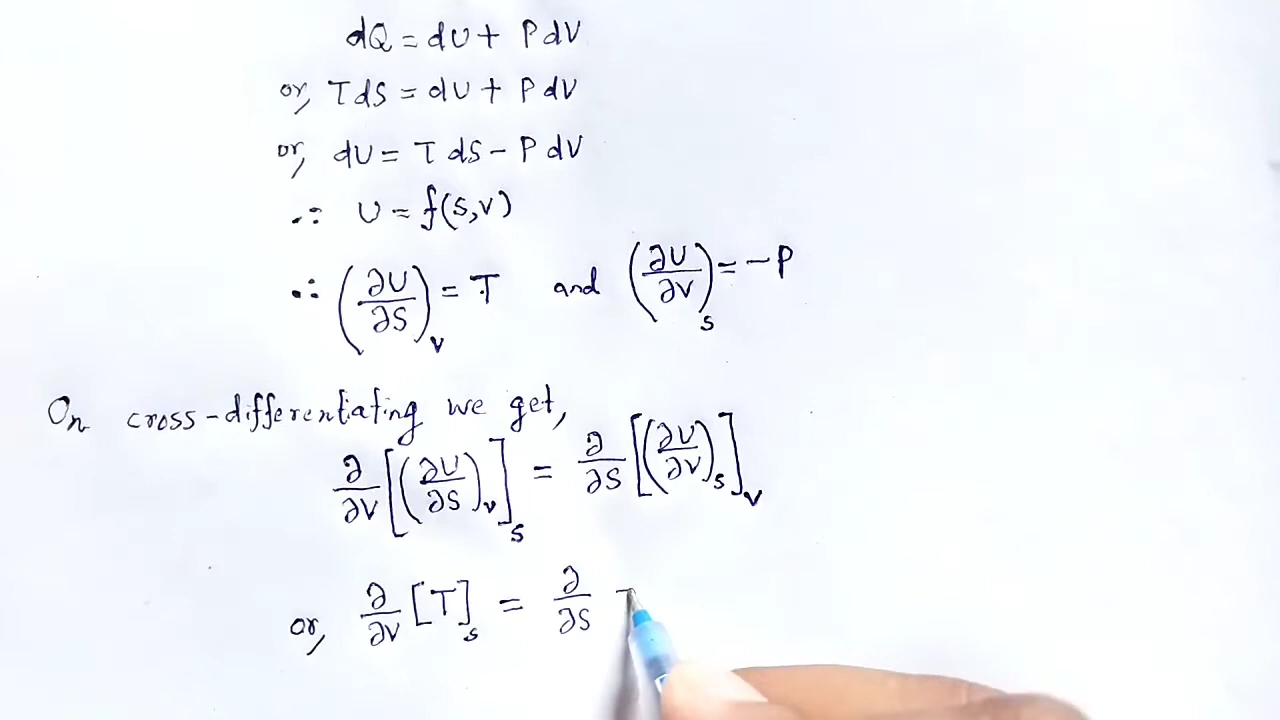 dQ = dU + PdV
or, TdS = dU + PdV
or, dU = TdS - PdV
∴ U = f(S,V)
∴ (∂U/∂S)_V = T and (∂U/∂V)_S = -P
On cross-differentiating we get,
∂/∂V [(∂U/∂S)_V]_S = ∂/∂S [(∂U/∂V)_S]_V
or, ∂/∂V [T]_S = ∂/∂S